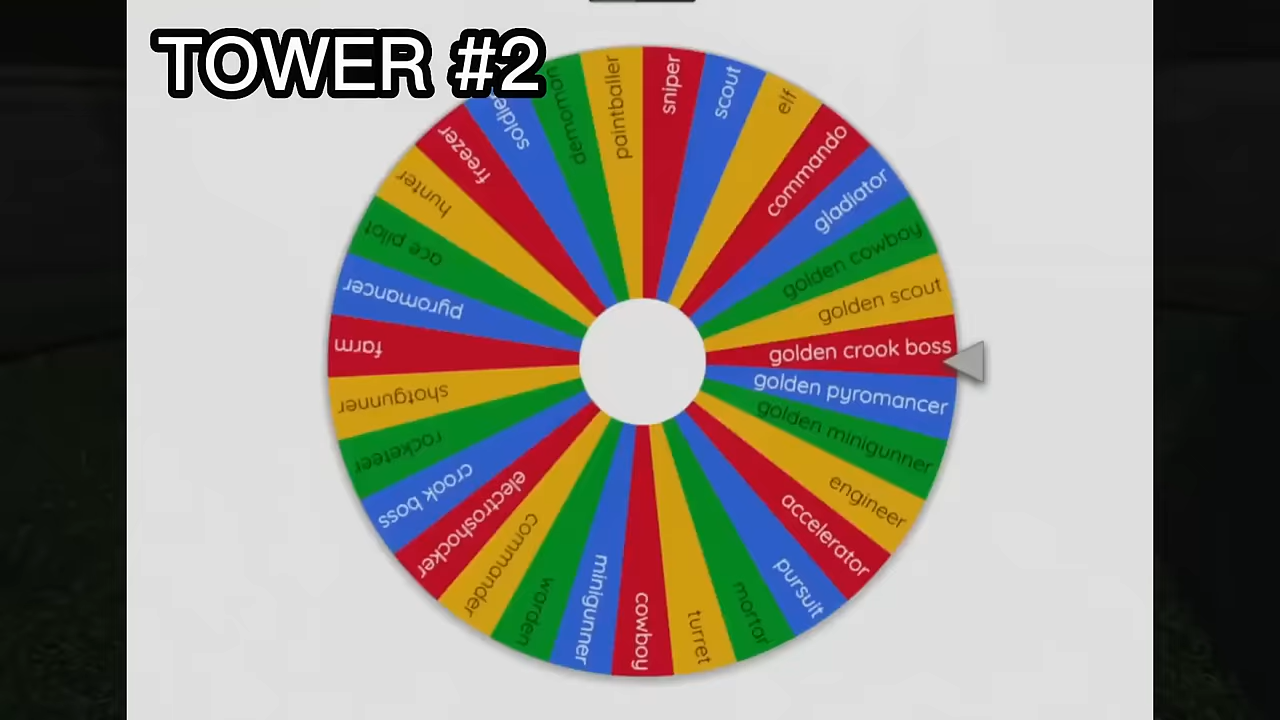 TOWER #2
sniper
scout
elf
commando
gladiator
golden cowboy
golden scout
golden crook boss
golden pyromancer
golden minigunner
engineer
accelerator
pursuit
mortar
turret
cowboy
minigunner
warden
commander
electroshocker
crook boss
rocketeer
shotgunner
farm
pyromancer
ace pilot
hunter
freezer
soldier
demoman
paintballer